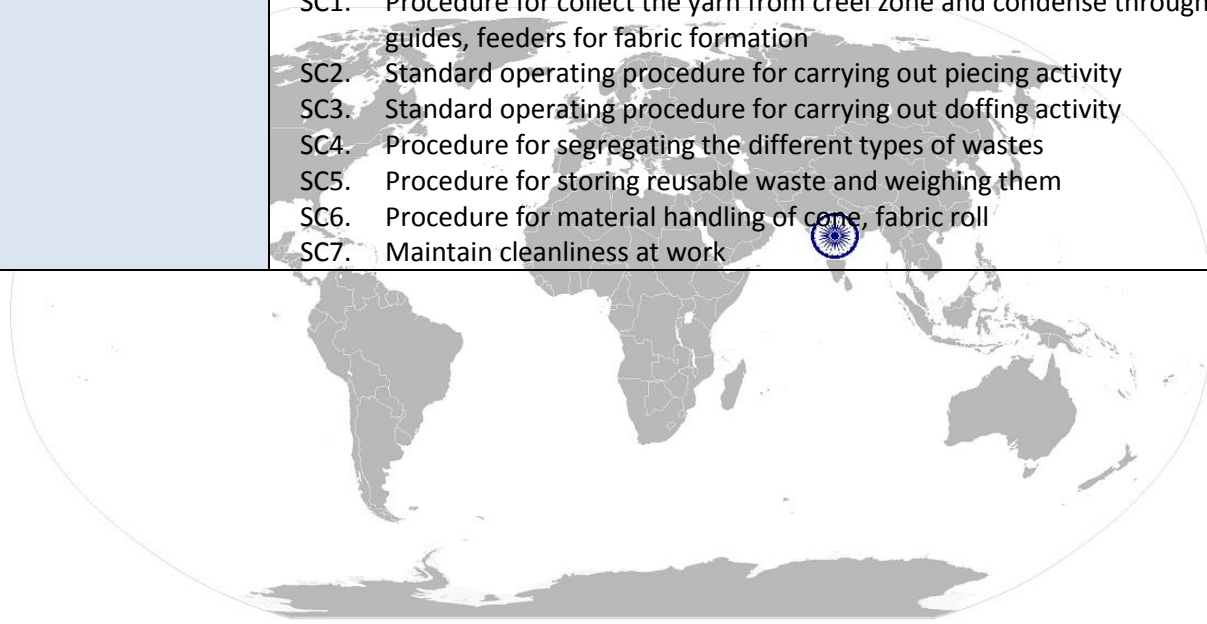 SC1. Procedure for collect the yarn from creel zone and condense through
guides, feeders for fabric formation
SC2. Standard operating procedure for carrying out piecing activity
SC3. Standard operating procedure for carrying out doffing activity
SC4. Procedure for segregating the different types of wastes
SC5. Procedure for storing reusable waste and weighing them
SC6. Procedure for material handling of cone, fabric roll
SC7. Maintain cleanliness at work